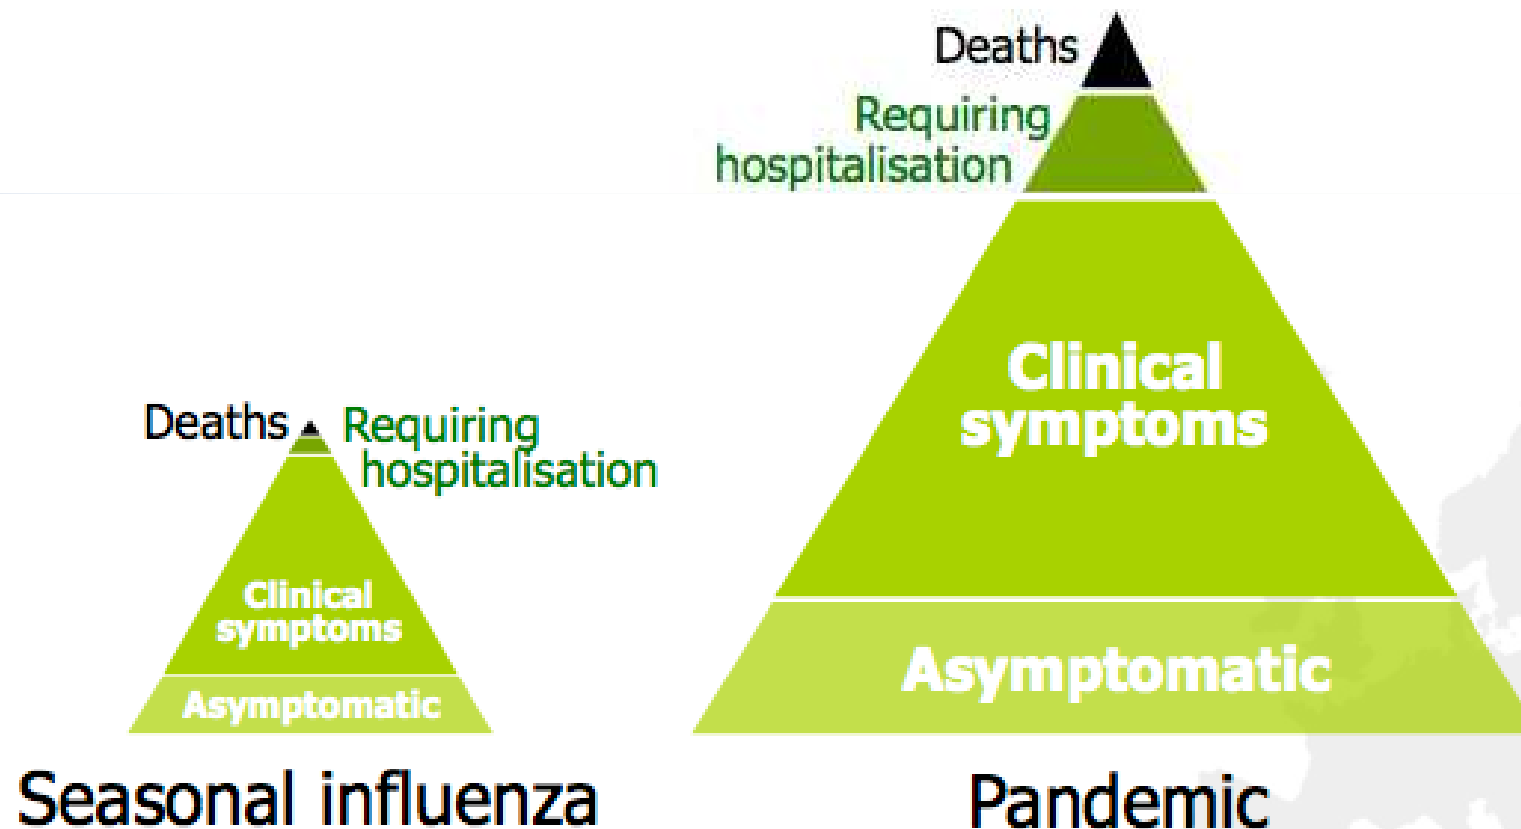 Deaths
Requiring
hospitalisation
Clinical
symptoms
Asymptomatic
Seasonal influenza
Deaths
Requiring
hospitalisation
Clinical
symptoms
Asymptomatic
Pandemic